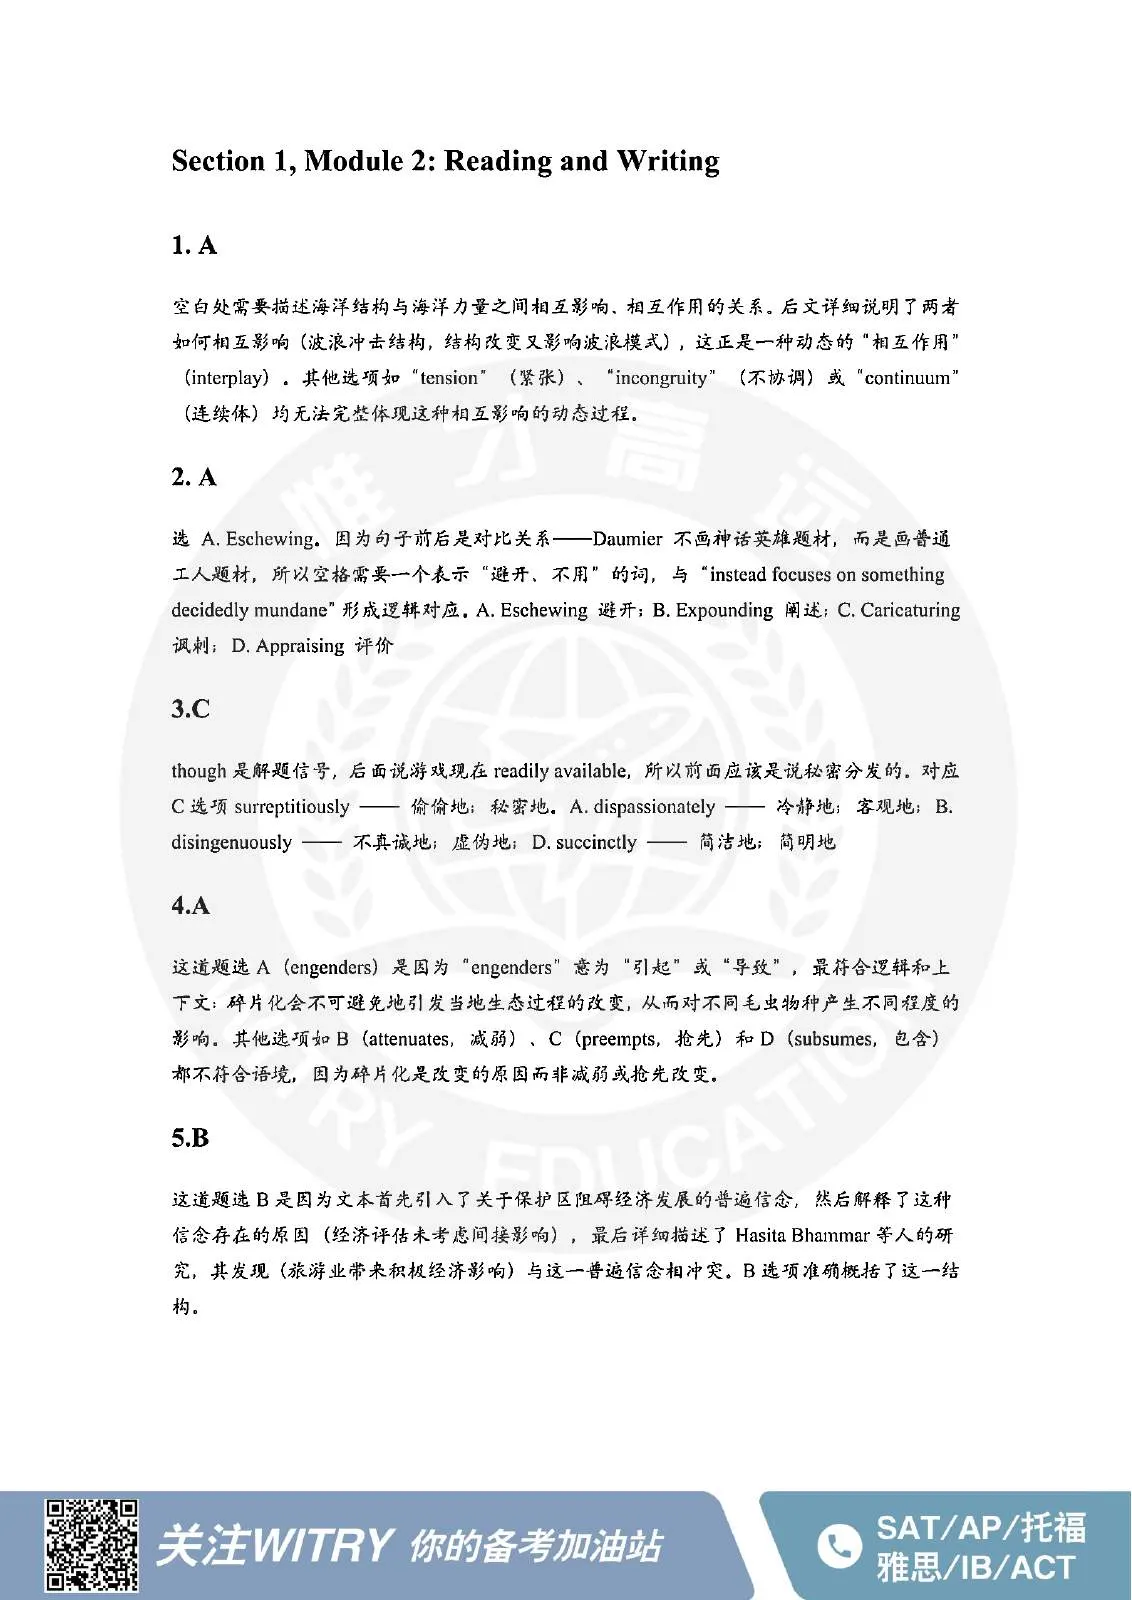 Section 1, Module 2: Reading and Writing
1. A
空白处需要描述海洋结构与海洋力量之间相互影响、相互作用的关系。后文详细说明了两者
如何相互影响（波浪冲击结构，结构改变又影响波浪模式），这正是一种动态的“相互作用”
（interplay）。其他选项如“tension”（紧张）、“incongruity”（不协调）或“continuum”
（连续体）均无法完整体现这种相互影响的动态过程。
2. A
选 A. Eschewing。因为句子前后是对比关系——Daumier 不画神话英雄题材，而是画普通
工人题材，所以空格需要一个表示“避开、不用”的词，与“instead focuses on something
decidedly mundane”形成逻辑对应。A. Eschewing 避开；B. Expounding 阐述；C. Caricaturing
讽刺；D. Appraising 评价
3.C
though 是解题信号，后面说游戏现在 readily available，所以前面应该是说秘密分发的。对应
C 选项 surreptitiously —— 偷偷地；秘密地。A. dispassionately —— 冷静地；客观地；B.
disingenuously —— 不真诚地；虚伪地；D. succinctly —— 简洁地；简明地
4.A
这道题选 A（engenders）是因为“engenders”意为“引起”或“导致”，最符合逻辑和上
下文：碎片化会不可避免地引发当地生态过程的改变，从而对不同毛虫物种产生不同程度的
影响。其他选项如 B（attenuates，减弱）、C（preempts，抢先）和 D（subsumes，包含）
都不符合语境，因为碎片化是改变的原因而非减弱或抢先改变。
5.B
这道题选 B 是因为文本首先引入了关于保护区阻碍经济发展的普遍信念，然后解释了这种
信念存在的原因（经济评估未考虑间接影响），最后详细描述了 Hasita Bhammar 等人的研
究，其发现（旅游业带来积极经济影响）与这一普遍信念相冲突。B 选项准确概括了这一结
构。
惟才高远
WITRY EDUCATION
关注WITRY 你的备考加油站
SAT/AP/托福
雅思/IB/ACT